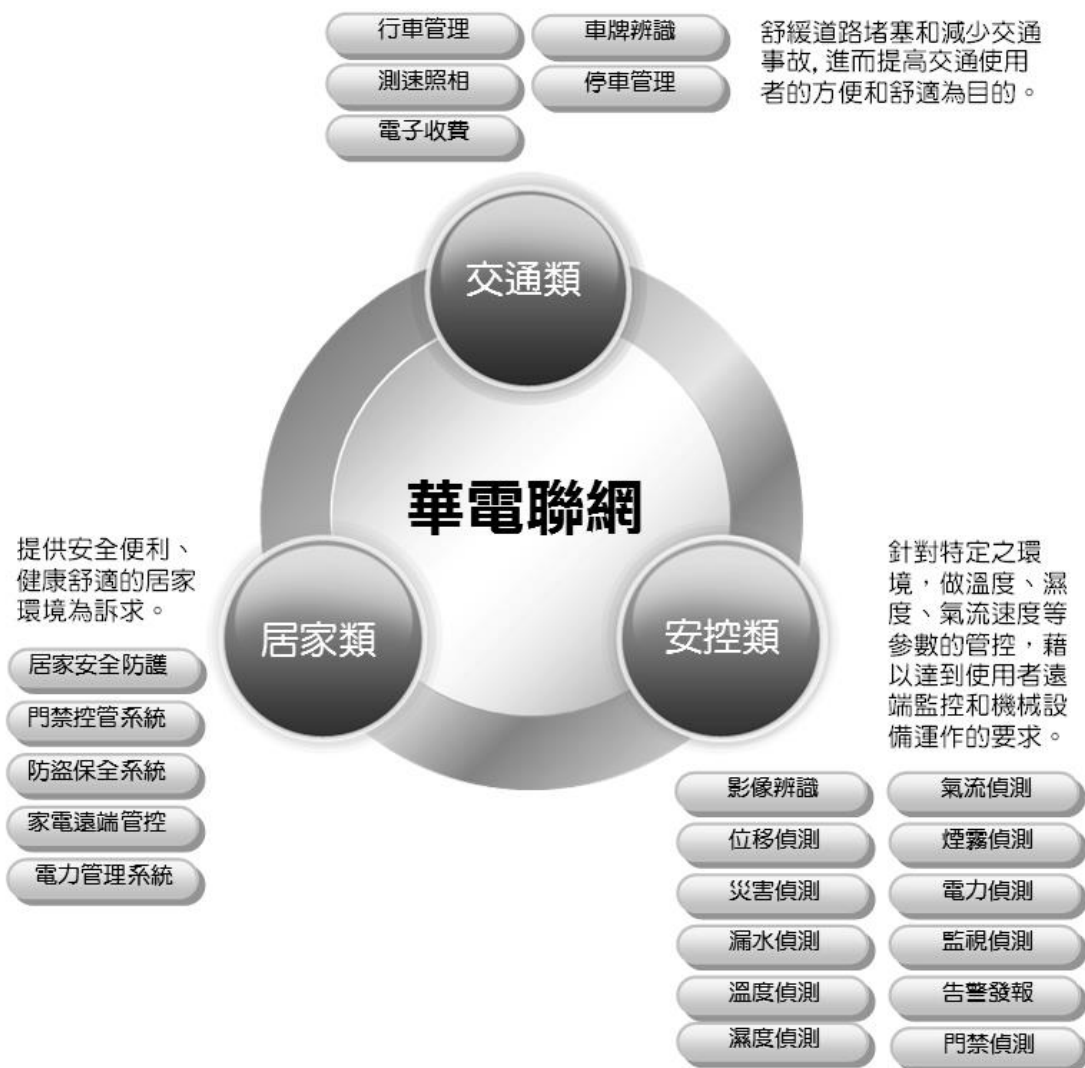 行車管理
車牌辨識
測速照相
停車管理
電子收費
舒緩道路堵塞和減少交通
事故,進而提高交通使用
者的方便和舒適為目的。
交通類
華電聯網
提供安全便利、
健康舒適的居家
環境為訴求。
居家類
居家安全防護
門禁控管系統
防盜保全系統
家電遠端管控
電力管理系統
安控類
針對特定之環
境，做溫度、濕
度、氣流速度等
參數的管控，藉
以達到使用者遠
端監控和機械設
備運作的要求。
影像辨識
氣流偵測
位移偵測
煙霧偵測
災害偵測
電力偵測
漏水偵測
監視偵測
溫度偵測
告警發報
濕度偵測
門禁偵測